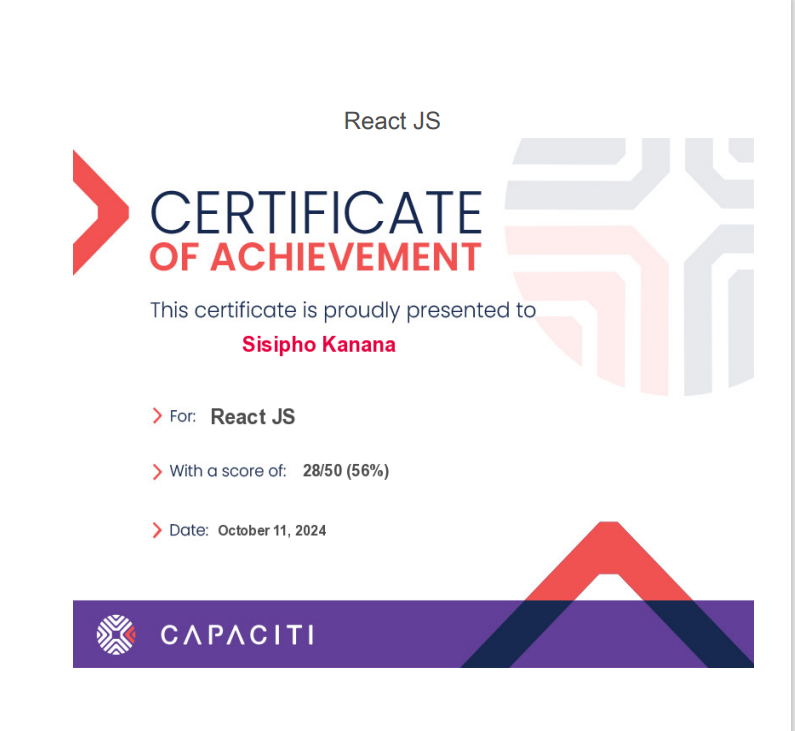 React JS
CERTIFICATE
OF ACHIEVEMENT
This certificate is proudly presented to
Sisipho Kanana
For: React JS
With a score of: 28/50 (56%)
Date: October 11, 2024
CAPACITI